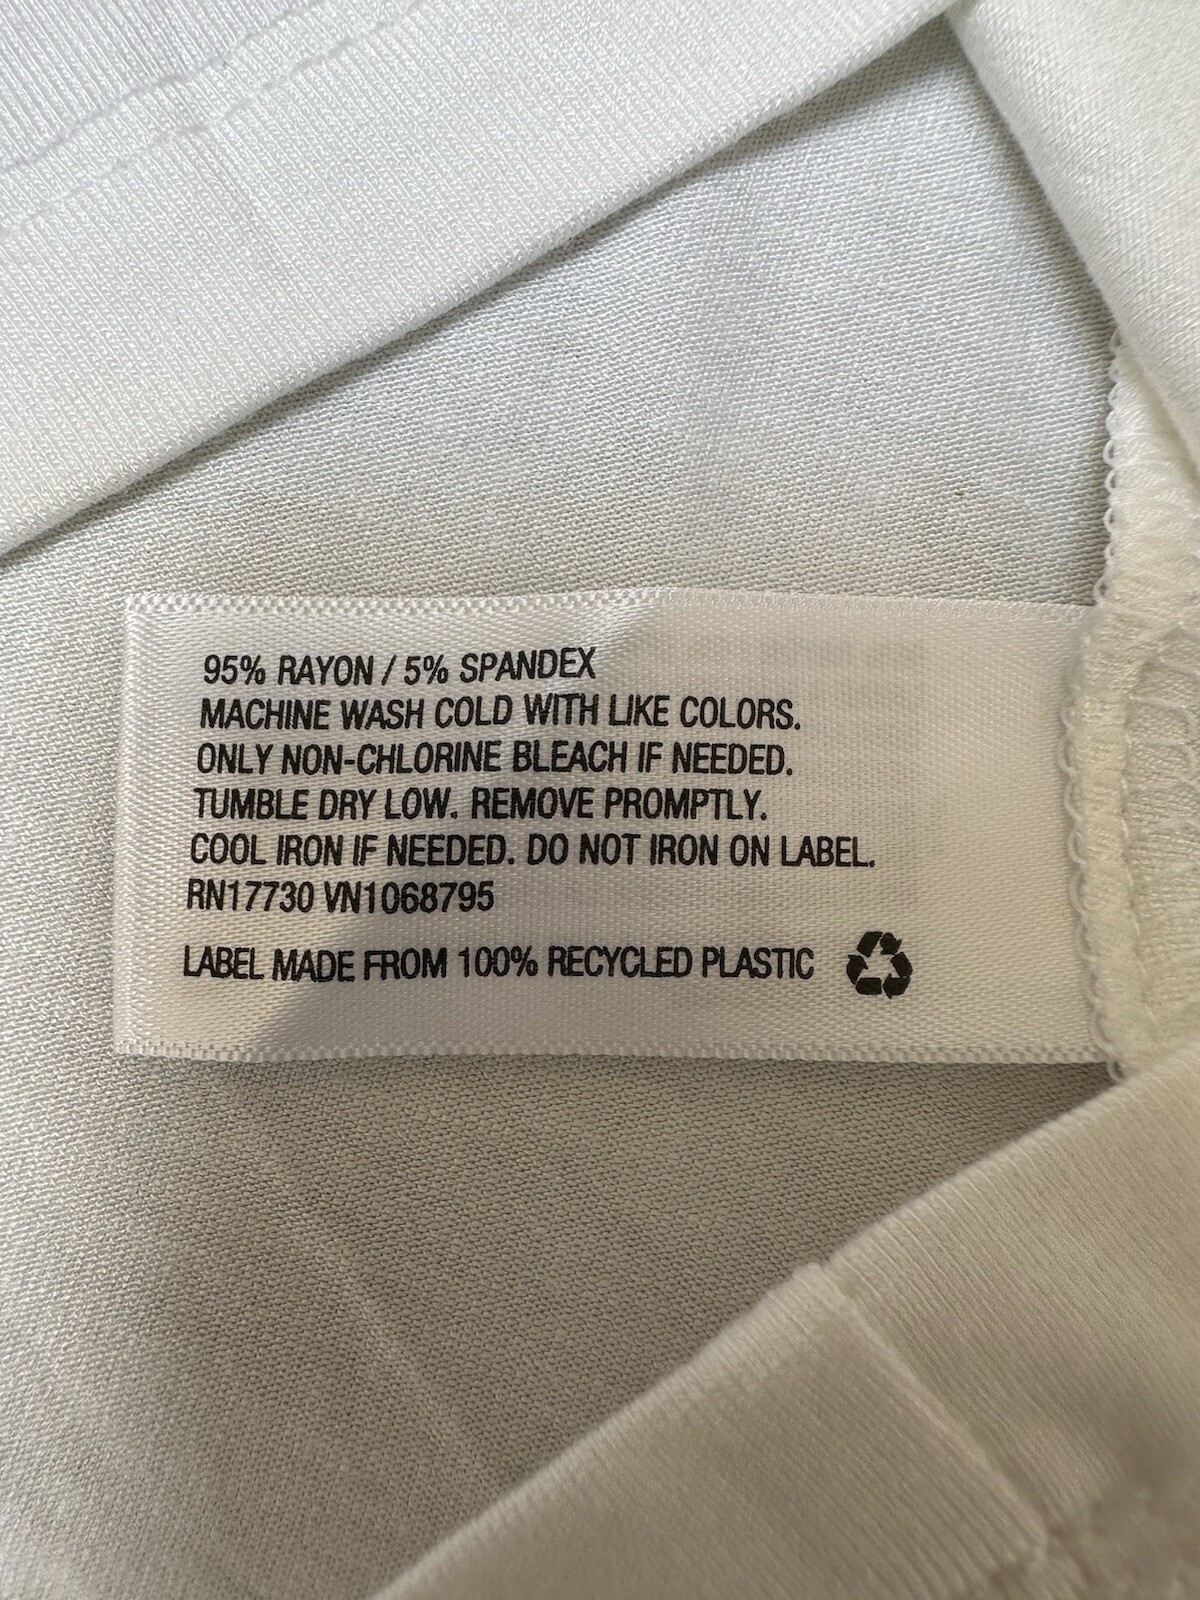 95% RAYON / 5% SPANDEX
MACHINE WASH COLD WITH LIKE COLORS.
ONLY NON-CHLORINE BLEACH IF NEEDED.
TUMBLE DRY LOW. REMOVE PROMPTLY.
COOL IRON IF NEEDED. DO NOT IRON ON LABEL.
RN17730 VN1068795
LABEL MADE FROM 100% RECYCLED PLASTIC